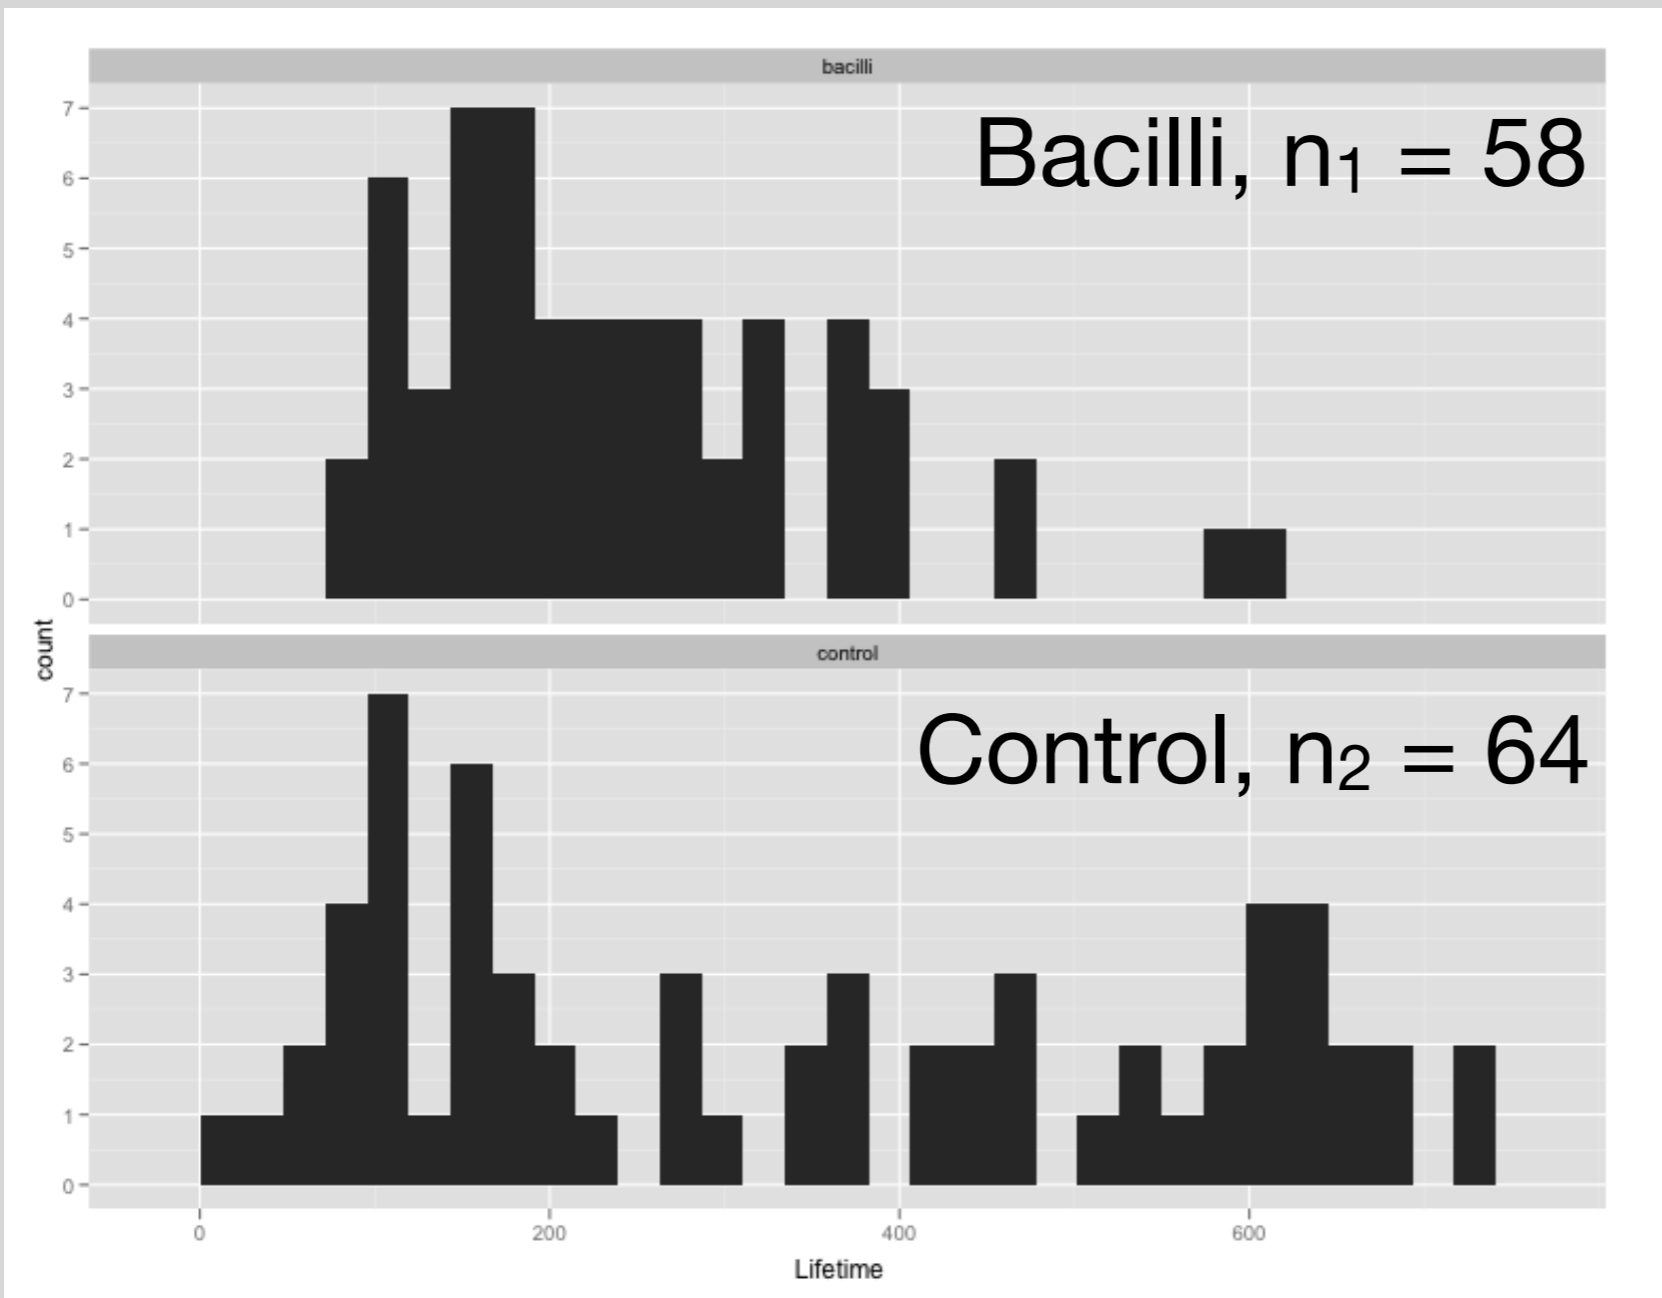 bacilli
Bacilli, n₁ = 58
7
6
5
4
3
2
1
0
count
control
Control, n₂ = 64
7
6
5
4
3
2
1
0
0 200 400 600
Lifetime